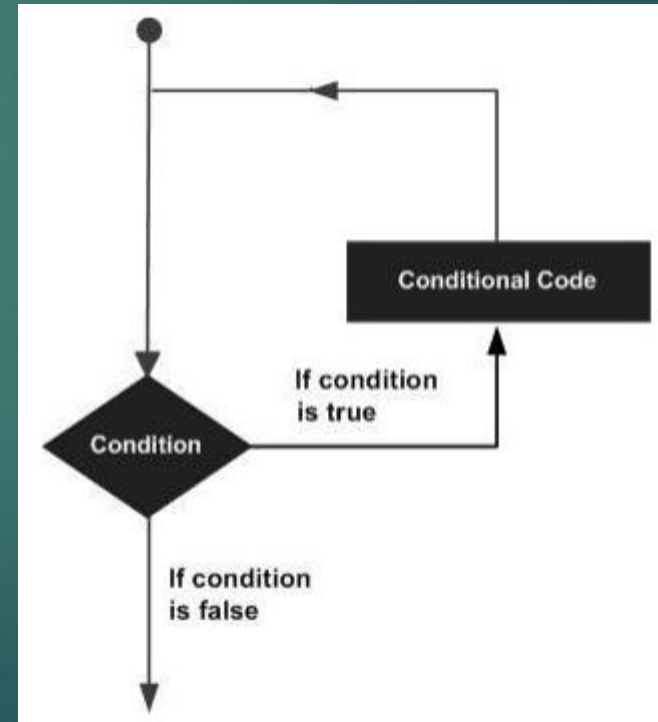 Conditional Code
If condition
is true
Condition
If condition
is false